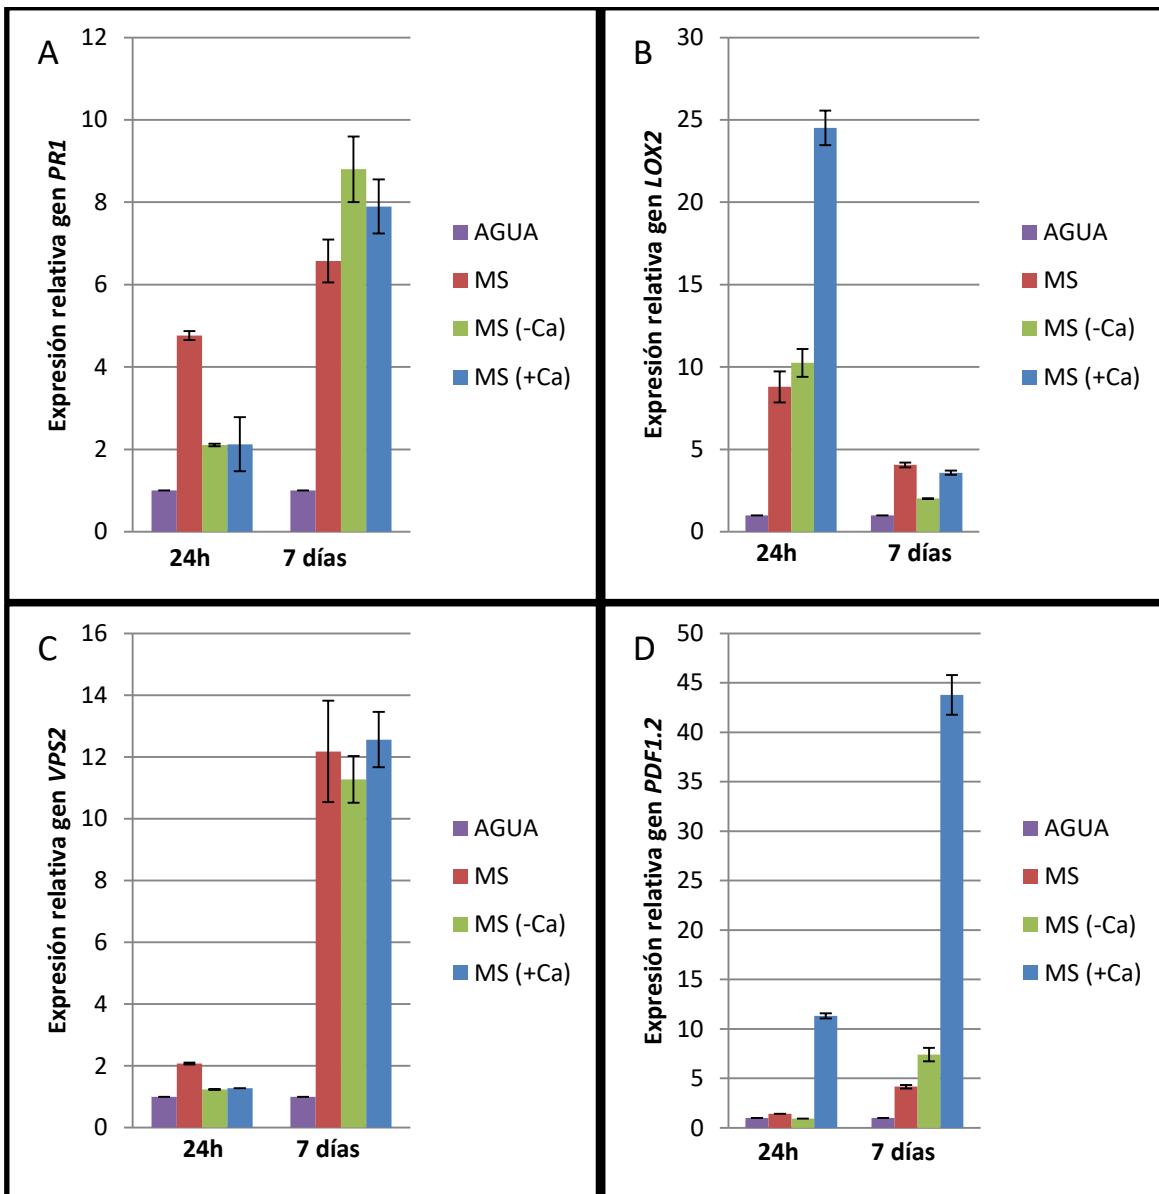 A
Expresión relativa gen PR1
12
10
8
6
4
2
0
24h 7 días
AGUA
MS
MS (-Ca)
MS (+Ca)
B
Expresión relativa gen LOX2
30
25
20
15
10
5
0
24h 7 días
AGUA
MS
MS (-Ca)
MS (+Ca)
C
Expresión relativa gen VPS2
16
14
12
10
8
6
4
2
0
24h 7 días
AGUA
MS
MS (-Ca)
MS (+Ca)
D
Expresión relativa gen PDF1.2
50
45
40
35
30
25
20
15
10
5
0
24h 7 días
AGUA
MS
MS (-Ca)
MS (+Ca)